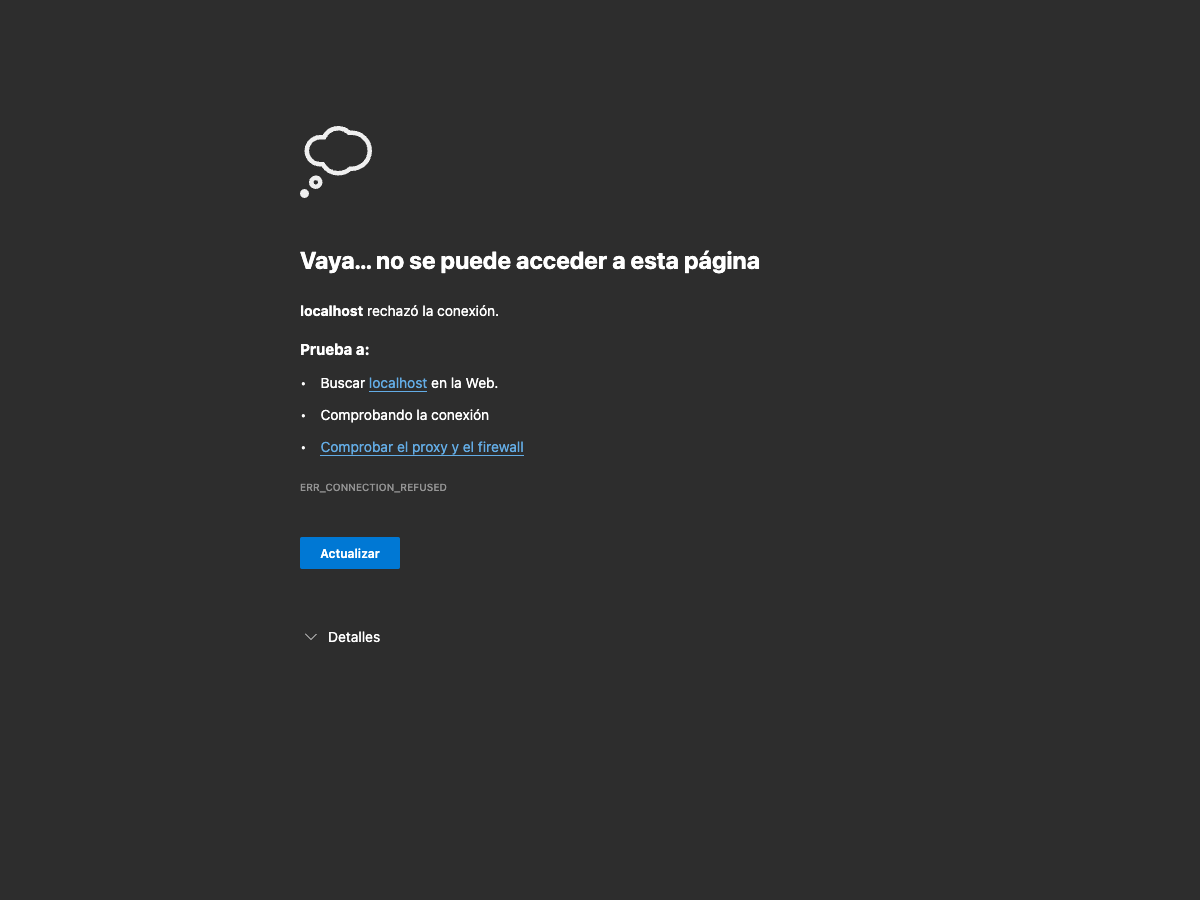 Vaya... no se puede acceder a esta página
localhost rechazó la conexión.
Prueba a:
• Buscar localhost en la Web.
• Comprobando la conexión
• Comprobar el proxy y el firewall
ERR_CONNECTION_REFUSED
Actualizar
Detalles